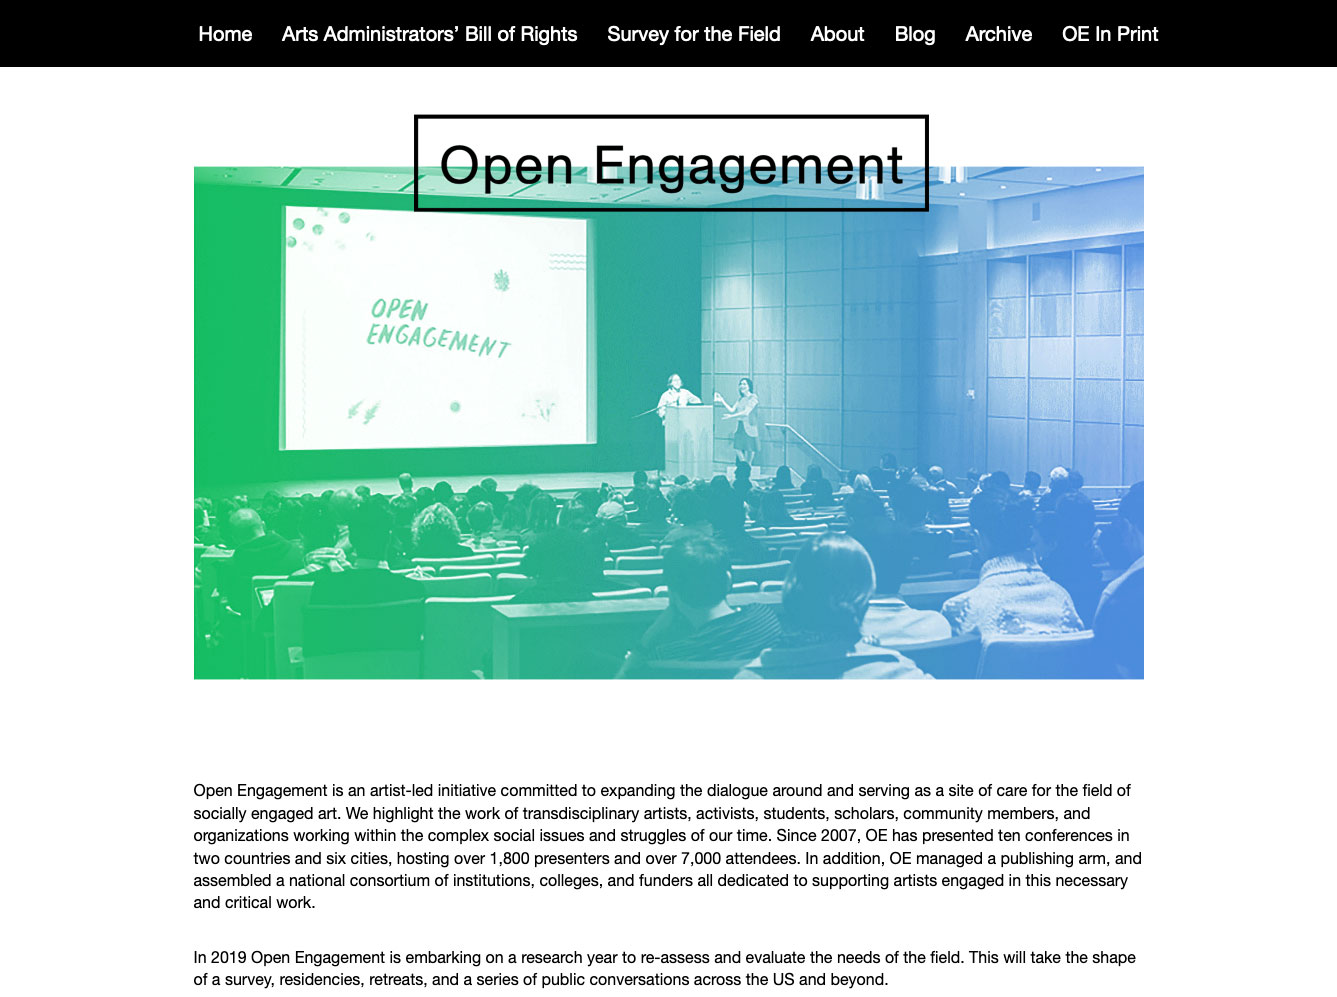 Home Arts Administrators’ Bill of Rights Survey for the Field About Blog Archive OE In Print
Open Engagement
OPEN
ENGAGEMENT
Open Engagement is an artist-led initiative committed to expanding the dialogue around and serving as a site of care for the field of
socially engaged art. We highlight the work of transdisciplinary artists, activists, students, scholars, community members, and
organizations working within the complex social issues and struggles of our time. Since 2007, OE has presented ten conferences in
two countries and six cities, hosting over 1,800 presenters and over 7,000 attendees. In addition, OE managed a publishing arm, and
assembled a national consortium of institutions, colleges, and funders all dedicated to supporting artists engaged in this necessary
and critical work.
In 2019 Open Engagement is embarking on a research year to re-assess and evaluate the needs of the field. This will take the shape
of a survey, residencies, retreats, and a series of public conversations across the US and beyond.